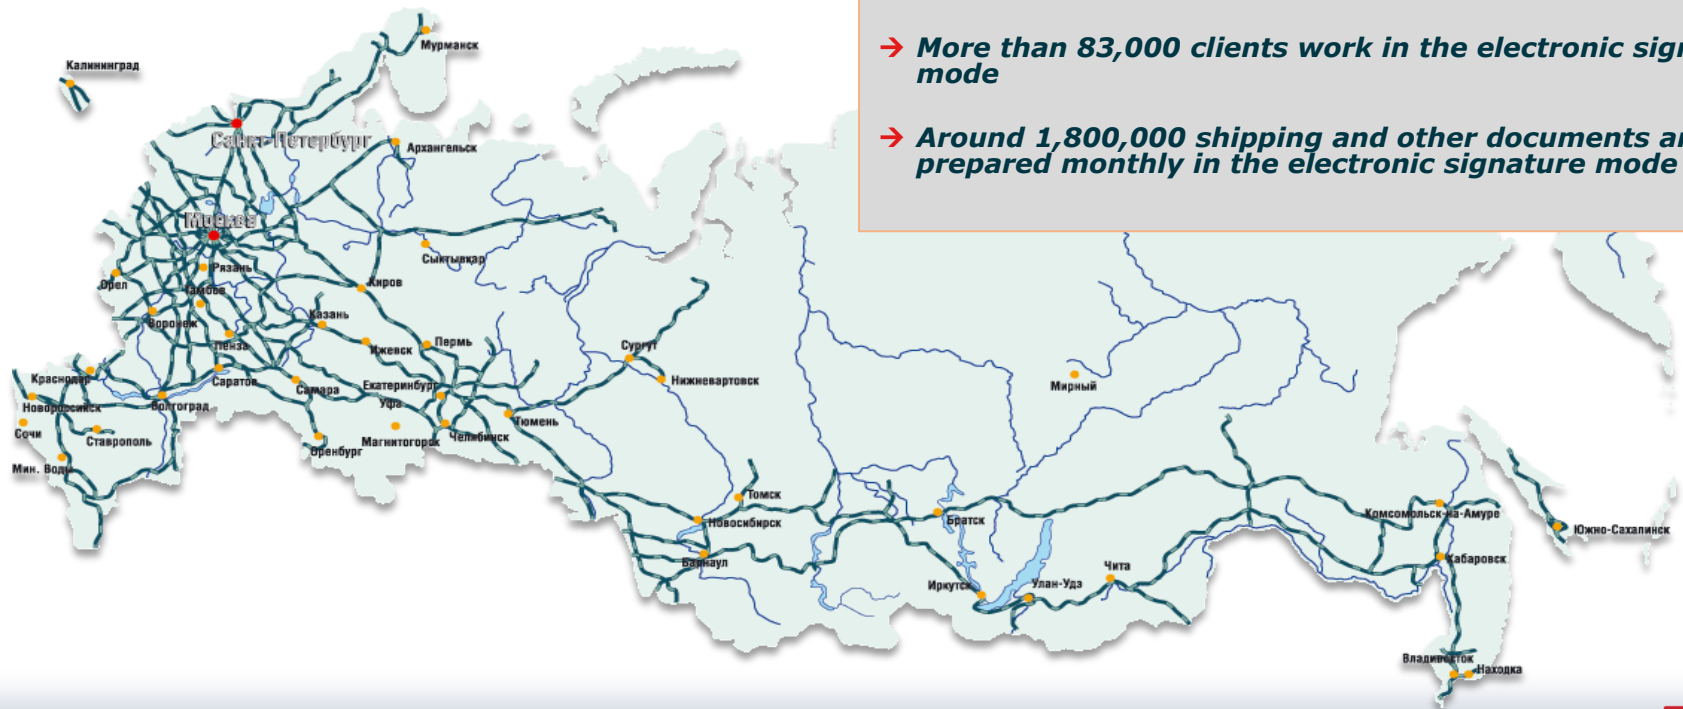 → More than 83,000 clients work in the electronic sig
mode
→ Around 1,800,000 shipping and other documents a
prepared monthly in the electronic signature mode
Мурманск
Калининград
Санкт-Петербург
Архангельск
Москва
Сыктывкар
Рязань
Орел
Тамбов
Киров
Воронеж
Казань
Пенза
Ижевск
Пермь
Сургут
Краснодар
Саратов
Самара
Екатеринбург
Нижневартовск
Мирный
Новороссийск
Волгоград
Уфа
Тюмень
Сочи
Ставрополь
Магнитогорск
Челябинск
Оренбург
Мин. Воды
Томск
Новосибирск
Братск
Комсомольск-на-Амуре
Южно-Сахалинск
Барнаул
Хабаровск
Чита
Иркутск
Улан-Удэ
Владивосток
Находка